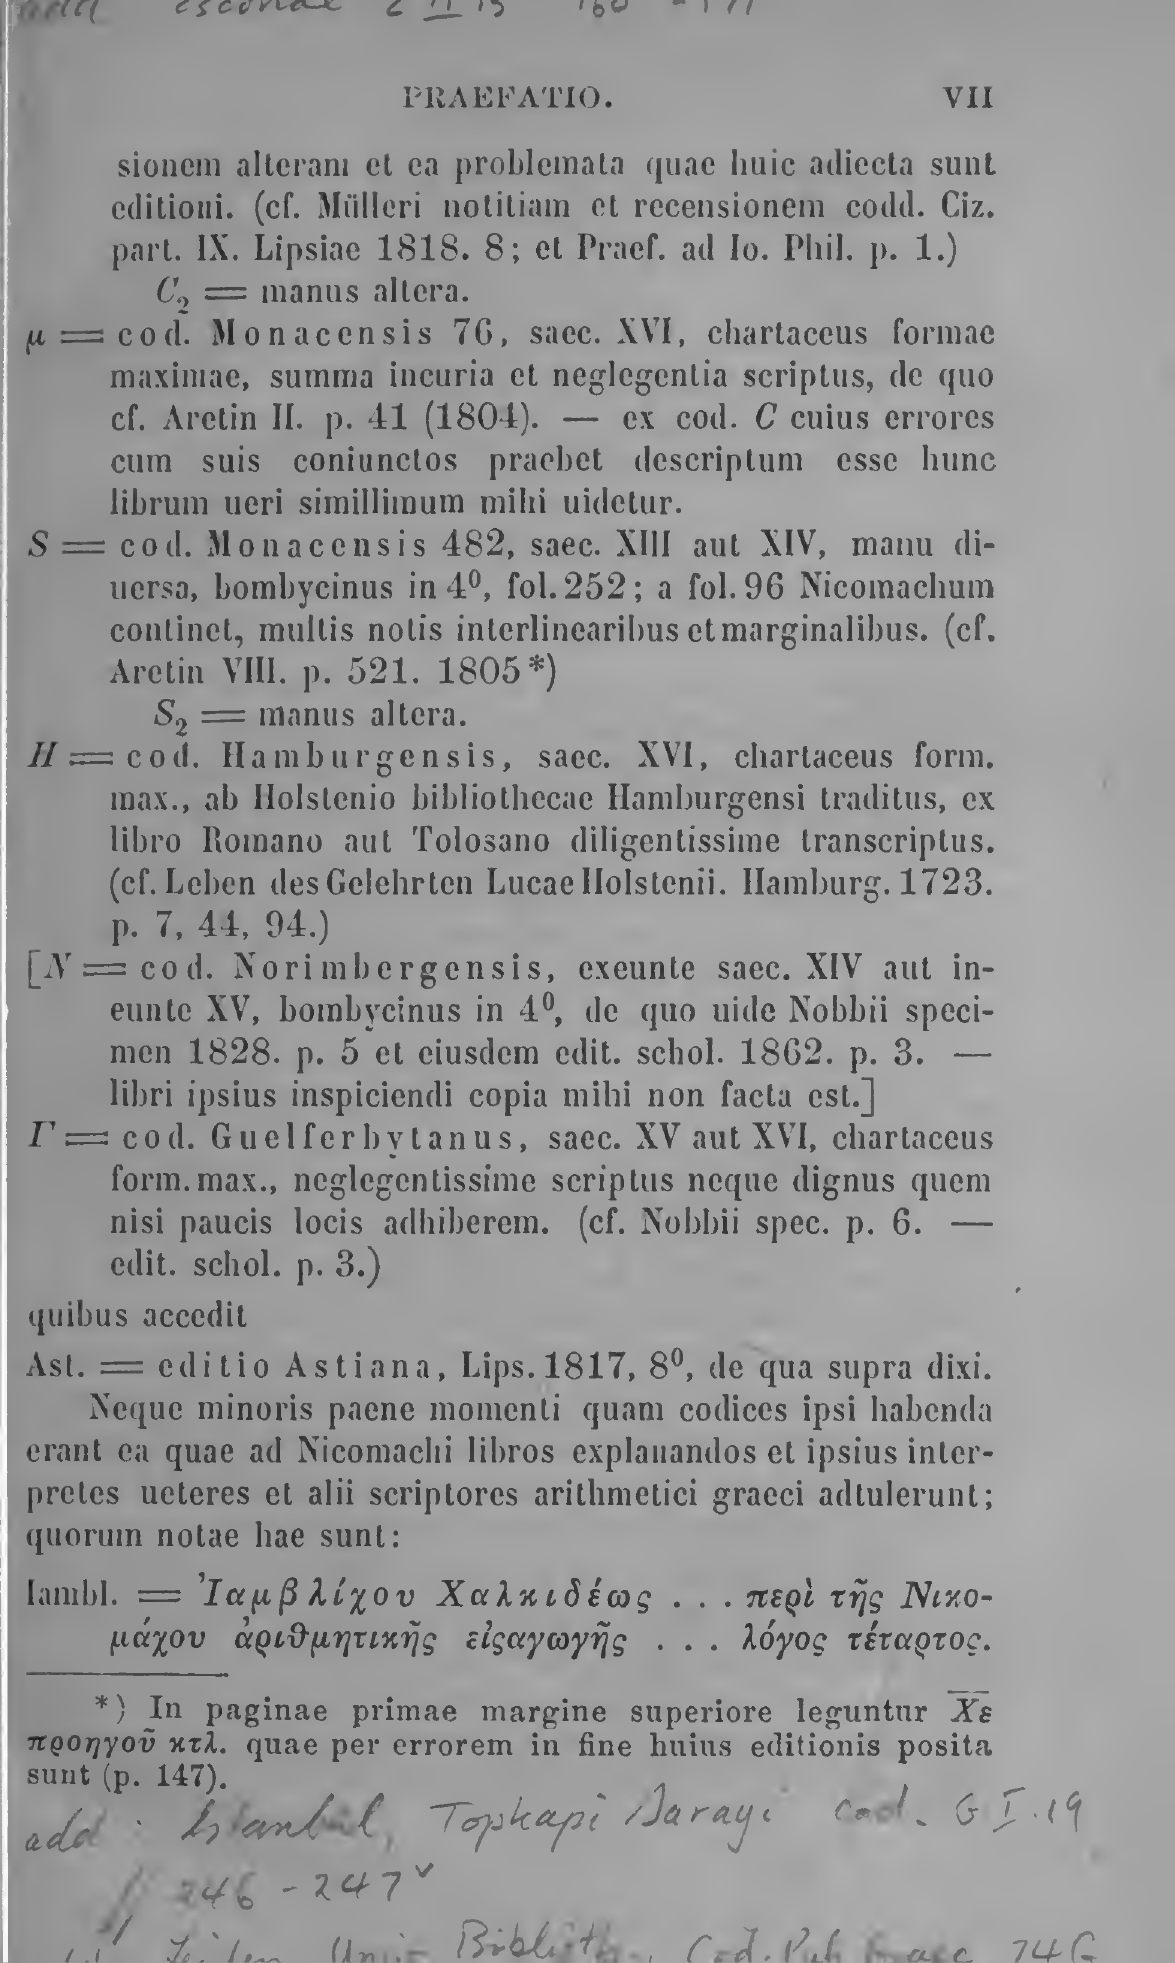 add escorial 2 II 15 160 - 171
PRAEFATIO. VII
sionem alteram et ea problemata quae huic adiecta sunt
editioni. (cf. Mülleri notitiam et recensionem codd. Ciz.
part. IX. Lipsiae 1818. 8; et Praef. ad Io. Phil. p. 1.)
C₂ = manus altera.
μ = cod. Monacensis 76, saec. XVI, chartaceus formae
maximae, summa incuria et neglegentia scriptus, de quo
cf. Aretin II. p. 41 (1804). — ex cod. C cuius errores
cum suis coniunctos praebet descriptum esse hunc
librum ueri simillimum mihi uidetur.
S = cod. Monacensis 482, saec. XIII aut XIV, manu di-
uersa, bombycinus in 4⁰, fol. 252; a fol. 96 Nicomachum
continet, multis notis interlinearibus et marginalibus. (cf.
Aretin VIII. p. 521. 1805*)
S₂ = manus altera.
H = cod. Hamburgensis, saec. XVI, chartaceus form.
max., ab Holstenio bibliothecae Hamburgensi traditus, ex
libro Romano aut Tolosano diligentissime transcriptus.
(cf. Leben des Gelehrten Lucae Holstenii. Hamburg. 1723.
p. 7, 44, 94.)
[N = cod. Norimbergensis, exeunte saec. XIV aut in-
eunte XV, bombycinus in 4⁰, de quo uide Nobbii speci-
men 1828. p. 5 et eiusdem edit. schol. 1862. p. 3. —
libri ipsius inspiciendi copia mihi non facta est.]
Γ = cod. Guelferbytanus, saec. XV aut XVI, chartaceus
form. max., neglegentissime scriptus neque dignus quem
nisi paucis locis adhiberem. (cf. Nobbii spec. p. 6. —
edit. schol. p. 3.)
quibus accedit
Ast. = editio Astiana, Lips. 1817, 8⁰, de qua supra dixi.
Neque minoris paene momenti quam codices ipsi habenda
erant ea quae ad Nicomachi libros explanandos et ipsius inter-
pretes ueteres et alii scriptores arithmetici graeci adtulerunt;
quorum notae hae sunt:
Iambl. = Ἰαμβλίχου Χαλκιδέως . . . περὶ τῆς Νικο-
μάχου ἀριθμητικῆς εἰςαγωγῆς . . . λόγος τέταρτος.
*) In paginae primae margine superiore leguntur Χ̅ε̅
προηγοῦ κτλ. quae per errorem in fine huius editionis posita
sunt (p. 147).
add : Istanbul, Topkapi Sarayi cod. G I. 19
246 - 247ᵛ
Leiden Univ. Biblioth., Cod. Pub Graec 74G